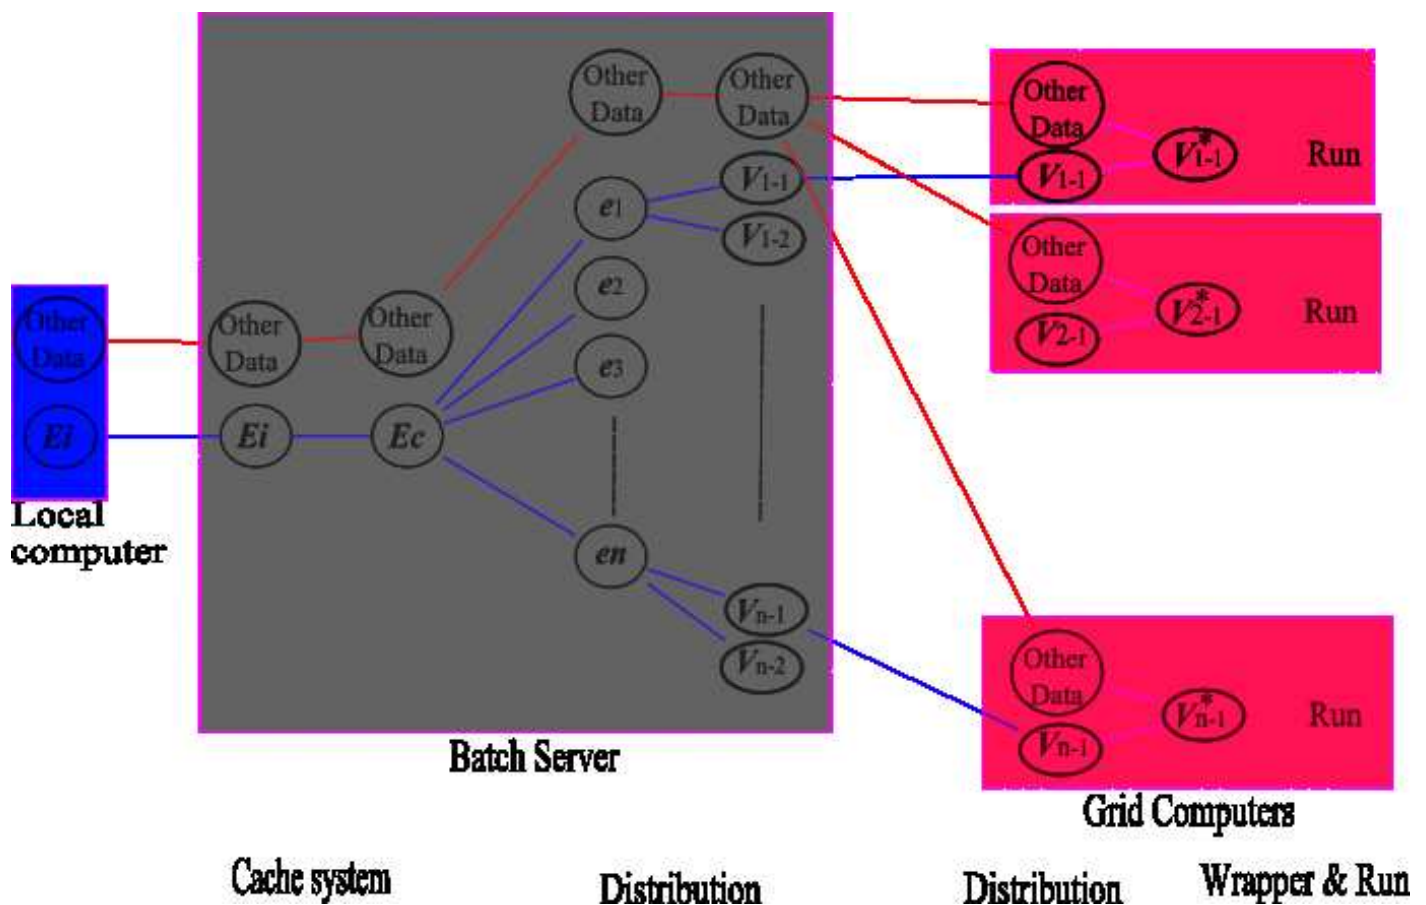 Other
Data
Ei
Local
computer
Other
Data
Ei
Other
Data
Ec
Other
Data
e1
e2
e3
en
Other
Data
V1-1
V1-2
Vn-1
Vn-2
Batch Server
Other
Data
V1-1
V*1-1
Run
Other
Data
V2-1
V*2-1
Run
Other
Data
Vn-1
V*n-1
Run
Grid Computers
Cache system
Distribution
Distribution
Wrapper & Run